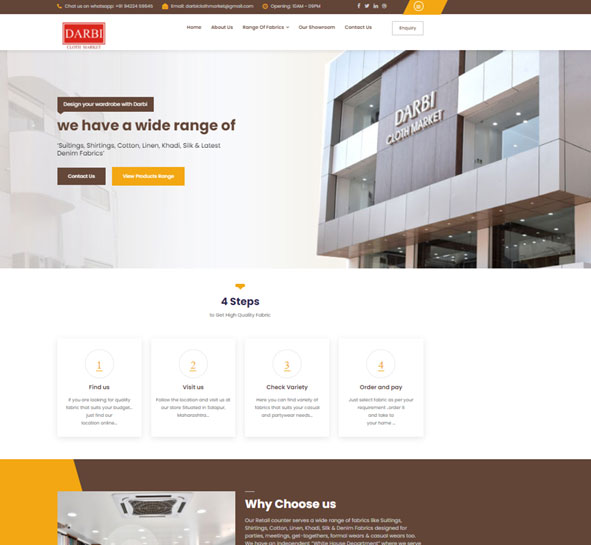 Chat us on whatsapp: +91 94224 59545 Email: darbiclothmarket@gmail.com Opening: 10AM - 09PM
DARBI
CLOTH MARKET
Home About Us Range Of Fabrics Our Showroom Contact Us Enquiry
Design your wardrobe with Darbi
we have a wide range of
'Suitings, Shirtings, Cotton, Linen, Khadi, Silk & Latest
Denim Fabrics'
Contact Us View Products Range
DARBI
CLOTH MARKET
4 Steps
to Get High Quality Fabric
1 2 3 4
Find us Visit us Check Variety Order and pay
If you are looking for quality
fabric that suits your budget...
just find our
location online...
Follow the location and visit us at
our store Situated in Solapur,
Maharashtra...
Here you can find variety of
fabrics that suits your casual
and partywear needs...
Just select fabric as per your
requirement ,order it
and take to
your home ...
Why Choose us
Our Retail counter serves a wide range of fabrics like Suitings,
Shirtings, Cotton, Linen, Khadi, Silk & Denim Fabrics designed for
parties, meetings, get-togethers, formal wears & casual wears too.
We have an Independent "White House Department" where we serve